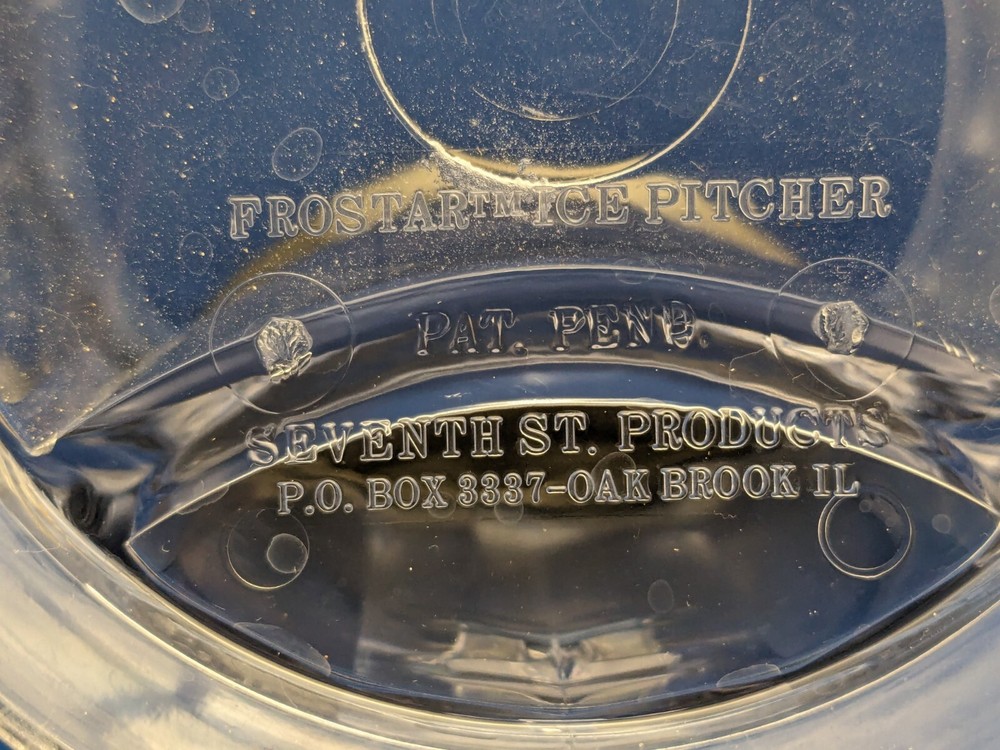 FROSTAR™ ICE PITCHER
PAT. PEND.
SEVENTH ST. PRODUCTS
P.O. BOX 3337-OAK BROOK IL